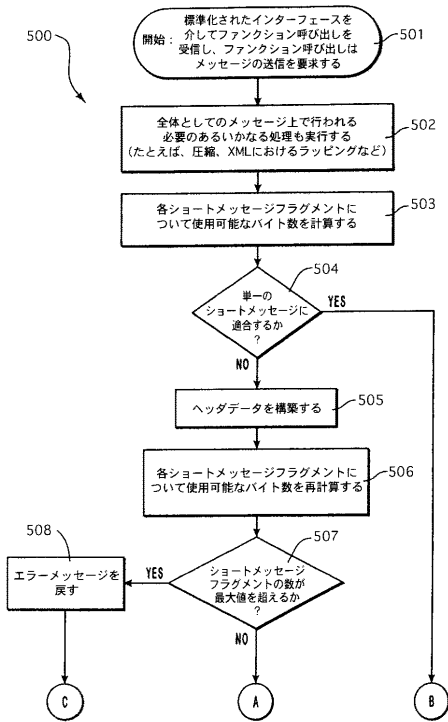 500
開始：
標準化されたインターフェースを
介してファンクション呼び出しを
受信し、ファンクション呼び出しは
メッセージの送信を要求する
501
全体としてのメッセージ上で行われる
必要のあるいかなる処理も実行する
（たとえば、圧縮、XMLにおけるラッピングなど）
502
各ショートメッセージフラグメントに
ついて使用可能なバイト数を計算する
503
504
単一の
ショートメッセージに
適合するか
？
YES
NO
ヘッダデータを構築する
505
各ショートメッセージフラグメントに
ついて使用可能なバイト数を再計算する
506
507
ショートメッセージ
フラグメントの数が
最大値を超えるか
？
YES
508
エラーメッセージを
戻す
NO
C
A
B